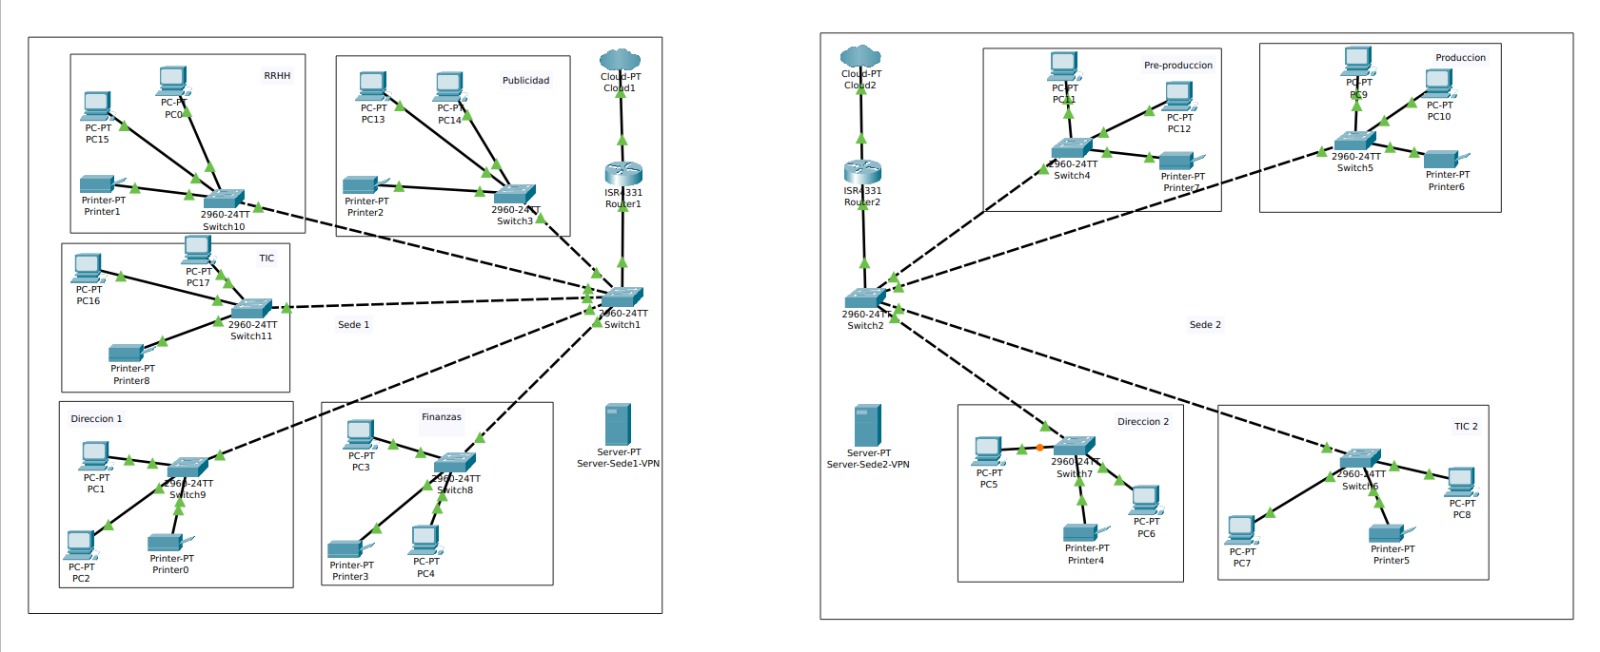 RRHH
PC-PT
PC0
PC-PT
PC15
Printer-PT
Printer1
2960-24TT
Switch10
Publicidad
PC-PT
PC13
PC-PT
PC14
Printer-PT
Printer2
2960-24TT
Switch3
Cloud-PT
Cloud1
ISR4331
Router1
TIC
PC-PT
PC17
PC-PT
PC16
2960-24TT
Switch11
Printer-PT
Printer8
Sede 1
2960-24TT
Switch1
Direccion 1
PC-PT
PC1
2960-24TT
Switch9
PC-PT
PC2
Printer-PT
Printer0
Finanzas
PC-PT
PC3
2960-24TT
Switch8
Printer-PT
Printer3
PC-PT
PC4
Server-PT
Server-Sede1-VPN
Cloud-PT
Cloud2
ISR4331
Router2
2960-24TT
Switch2
Pre-produccion
PC-PT
PC11
PC-PT
PC12
2960-24TT
Switch4
Printer-PT
Printer7
Produccion
PC-PT
PC9
PC-PT
PC10
2960-24TT
Switch5
Printer-PT
Printer6
Sede 2
Server-PT
Server-Sede2-VPN
Direccion 2
PC-PT
PC5
2960-24TT
Switch7
PC-PT
PC6
Printer-PT
Printer4
TIC 2
2960-24TT
Switch6
PC-PT
PC8
PC-PT
PC7
Printer-PT
Printer5